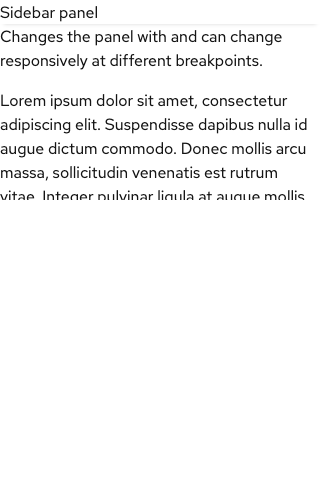 Sidebar panel
Changes the panel with and can change
responsively at different breakpoints.
Lorem ipsum dolor sit amet, consectetur
adipiscing elit. Suspendisse dapibus nulla id
augue dictum commodo. Donec mollis arcu
massa, sollicitudin venenatis est rutrum
vitae. Integer pulvinar ligula at augue mollis